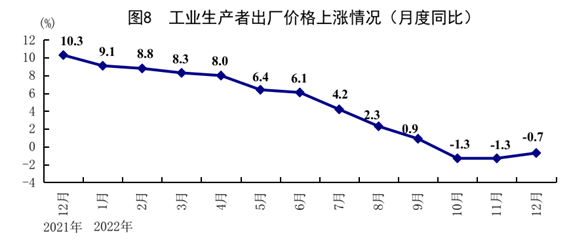 图8 工业生产者出厂价格上涨情况（月度同比）
(%)
12
10
8
6
4
2
0
-2
-4
10.3
9.1
8.8
8.3
8.0
6.4
6.1
4.2
2.3
0.9
-1.3
-1.3
-0.7
12月
1月
2月
3月
4月
5月
6月
7月
8月
9月
10月
11月
12月
2021年 2022年